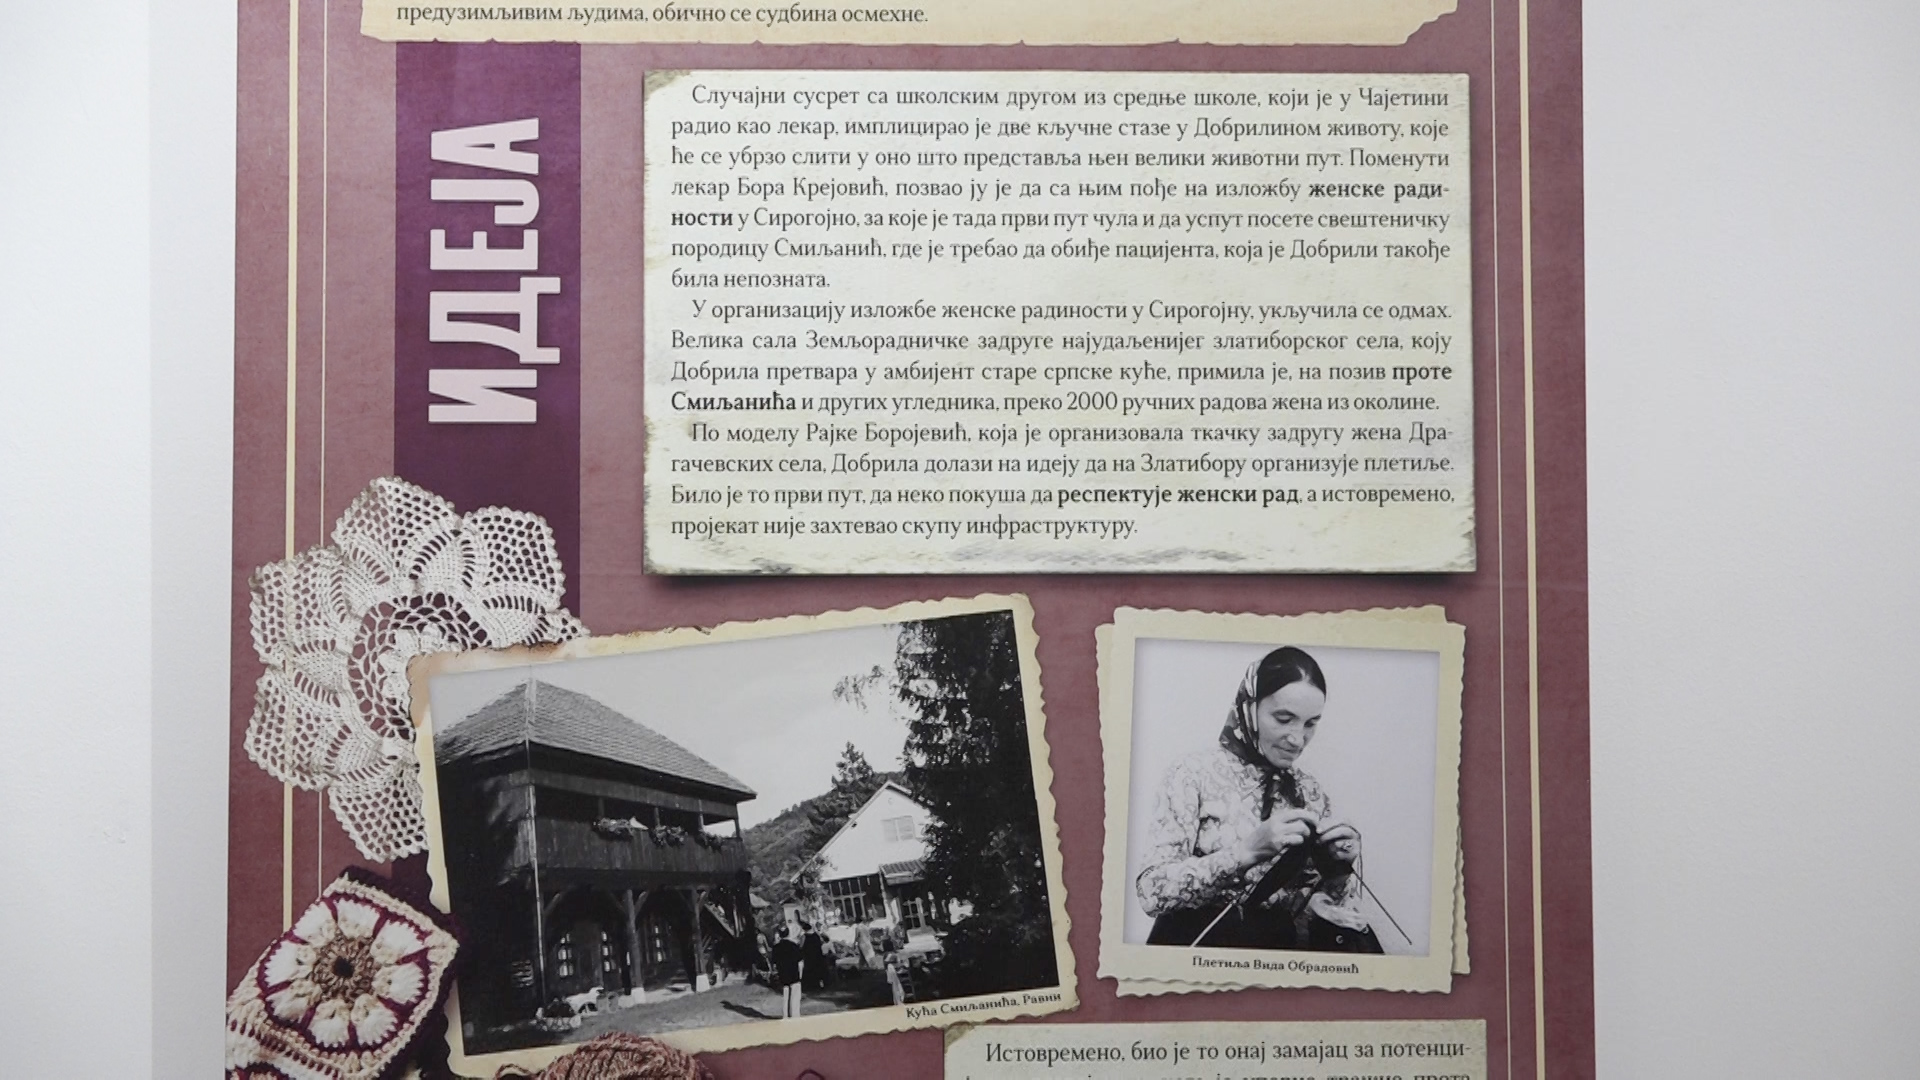 предузимљивим људима, обично се судбина осмехне.
ИДЕЈА
Случајни сусрет са школским другом из средње школе, који је у Чајетини
радио као лекар, имплицирао је две кључне стазе у Добрилином животу, које
ће се убрзо слити у оно што представља њен велики животни пут. Поменути
лекар Бора Крејовић, позвао ју је да са њим пође на изложбу женске ради-
ности у Сирогојно, за које је тада први пут чула и да успут посете свештеничку
породицу Смиљанић, где је требао да обиђе пацијента, која је Добрили такође
била непозната.
У организацију изложбе женске радиности у Сирогојну, укључила се одмах.
Велика сала Земљорадничке задруге најудаљенијег златиборског села, коју
Добрила претвара у амбијент старе српске куће, примила је, на позив проте
Смиљанића и других угледника, преко 2000 ручних радова жена из околине.
По моделу Рајке Боројевић, која је организовала ткачку задругу жена Дра-
гачевских села, Добрила долази на идеју да на Златибору организује плетиље.
Било је то први пут, да неко покуша да респектује женски рад, а истовремено,
пројекат није захтевао скупу инфраструктуру.
Кућа Смиљанића, Равни
Плетиља Вида Обрадовић
Истовремено, био је то онај замајац за потенци-